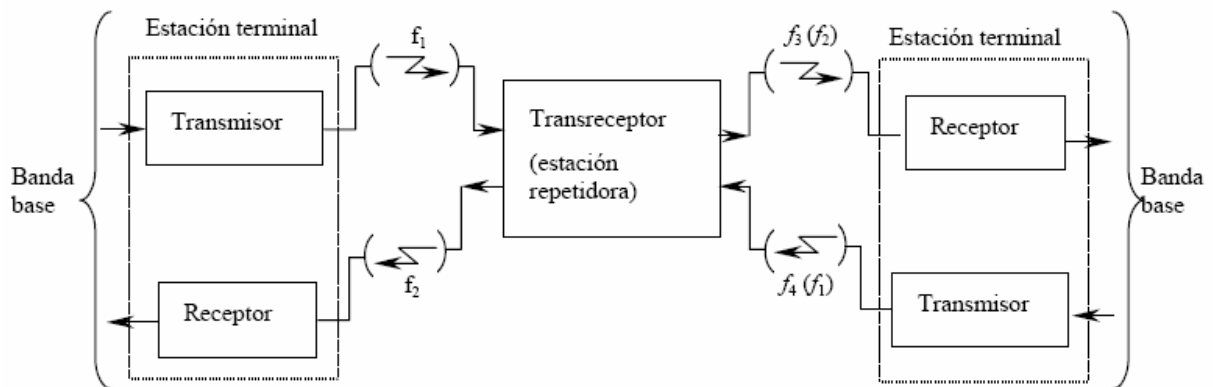 Estación terminal
f₁
f₃ (f₂)
Estación terminal
Transmisor
Transreceptor
(estación
repetidora)
Receptor
Banda
base
Banda
base
Receptor
f₂
f₄ (f₁)
Transmisor